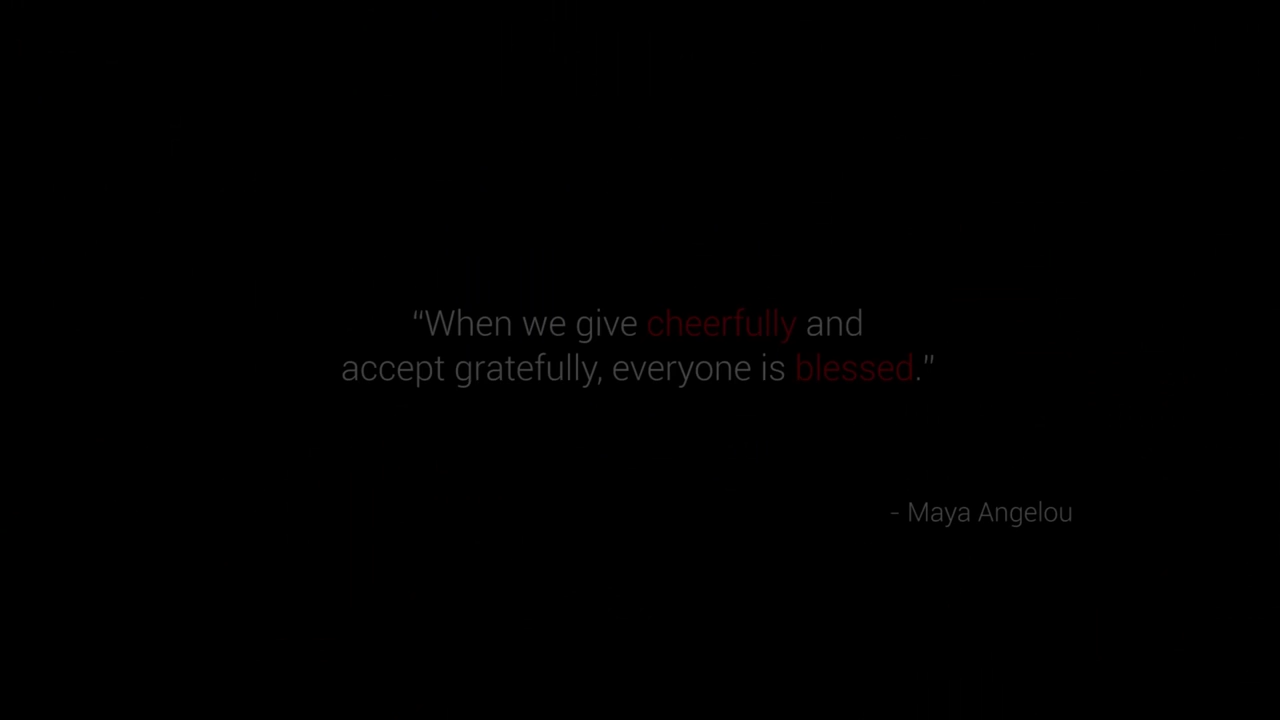 “When we give cheerfully and
accept gratefully, everyone is blessed.”
- Maya Angelou